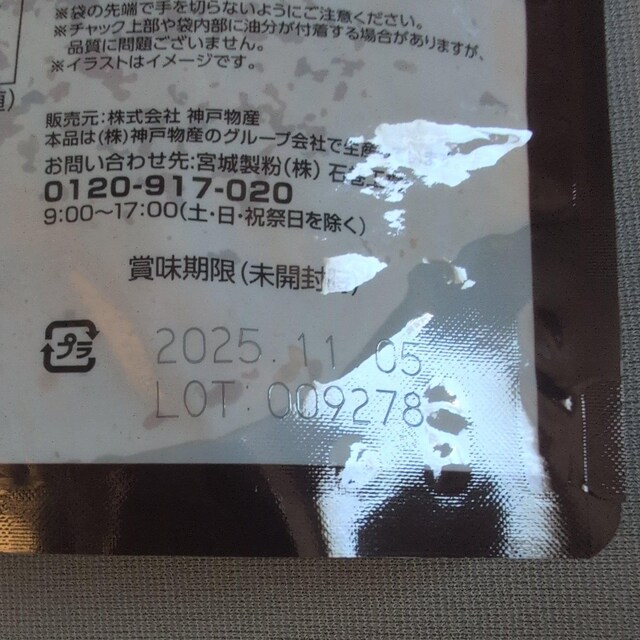 ※袋の先端で手を切らないようにご注意ください。
※チャック上部や袋内部に油分が付着する場合がありますが、
品質に問題ございません。
※イラストはイメージです。
販売元:株式会社 神戸物産
本品は(株)神戸物産のグループ会社で生産
お問い合わせ先:宮城製粉(株) 石
0120-917-020
9:00〜17:00(土・日・祝祭日を除く)
賞味期限(未開封
プラ
2025.11 05
LOT:009278